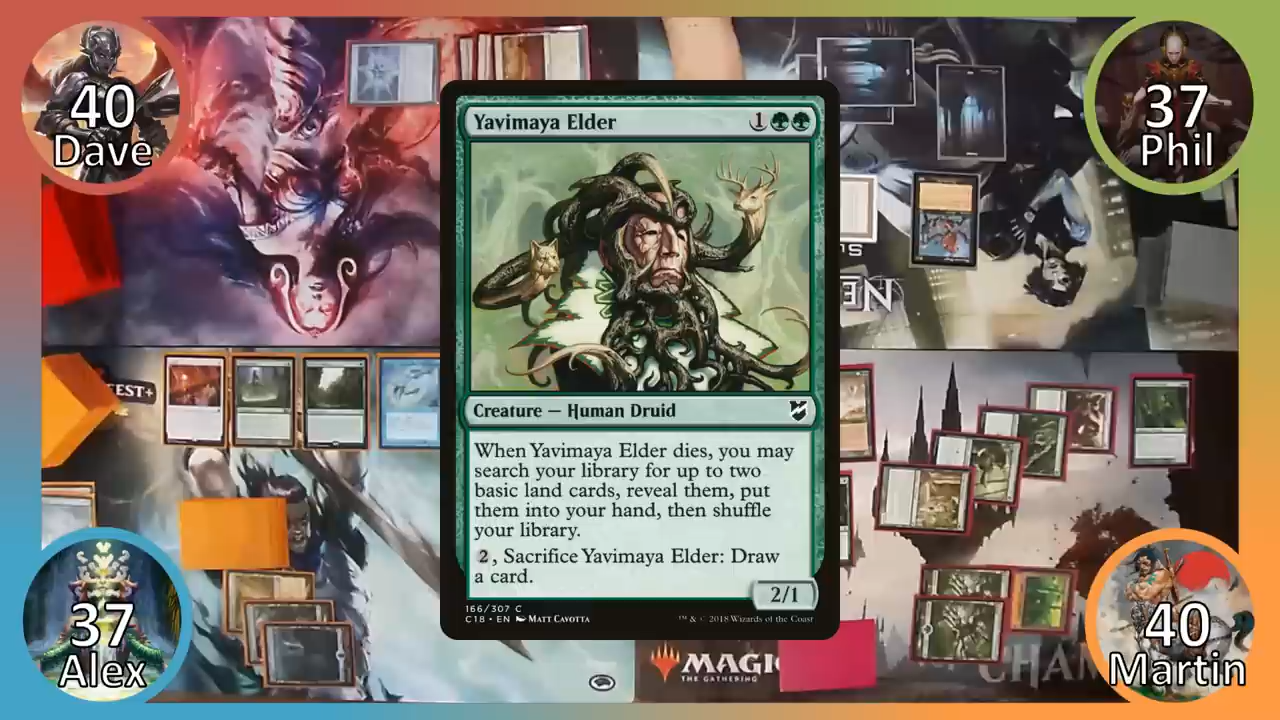 40
Dave
37
Phil
Yavimaya Elder
1
Creature — Human Druid
When Yavimaya Elder dies, you may
search your library for up to two
basic land cards, reveal them, put
them into your hand, then shuffle
your library.
2, Sacrifice Yavimaya Elder: Draw
a card.
2/1
166/307 C
C18 • EN Matt Cavotta
™ & © 2018 Wizards of the Coast
EST+
NE
37
Alex
MAGIC
THE GATHERING
CHAM
40
Martin